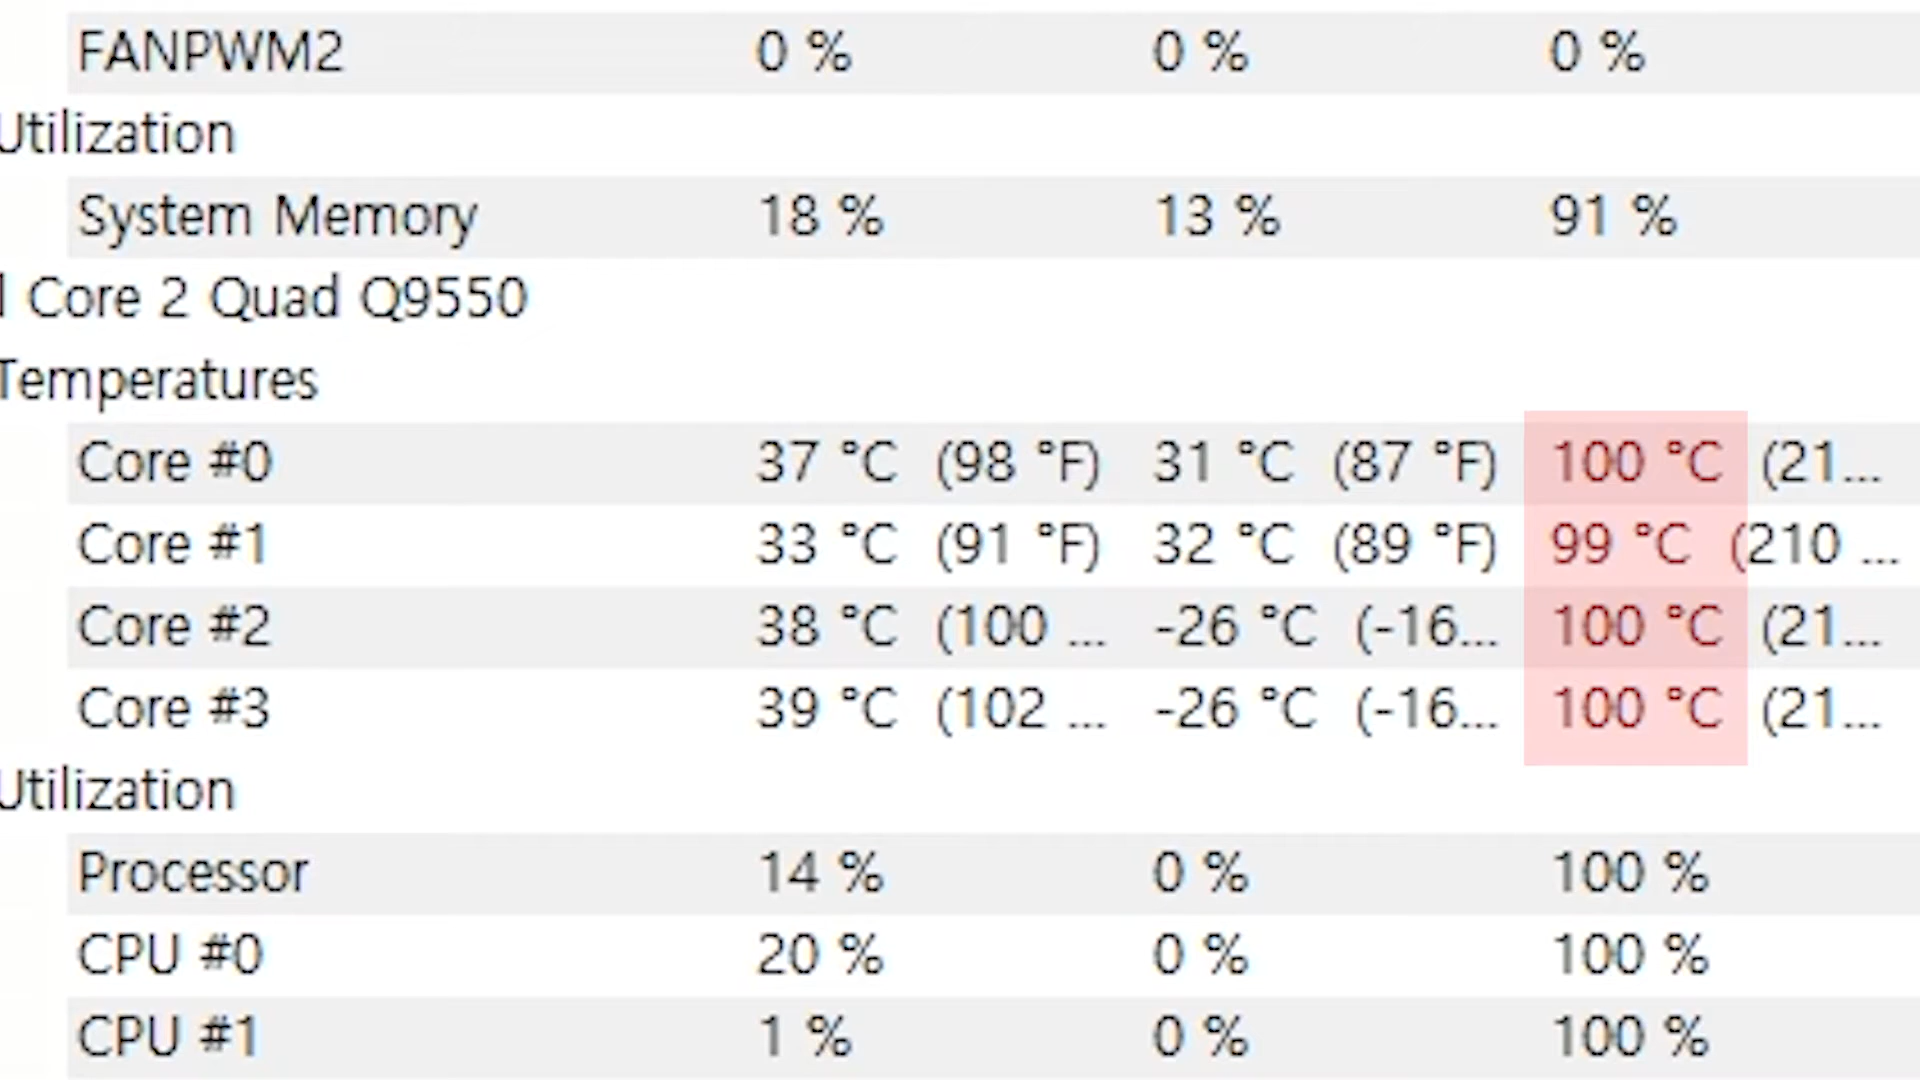 FANPWM2 0 % 0 % 0 %
Utilization
System Memory 18 % 13 % 91 %
l Core 2 Quad Q9550
Temperatures
Core #0 37 °C (98 °F) 31 °C (87 °F) 100 °C (21...
Core #1 33 °C (91 °F) 32 °C (89 °F) 99 °C (210 ...
Core #2 38 °C (100 ... -26 °C (-16... 100 °C (21...
Core #3 39 °C (102 ... -26 °C (-16... 100 °C (21...
Utilization
Processor 14 % 0 % 100 %
CPU #0 20 % 0 % 100 %
CPU #1 1 % 0 % 100 %